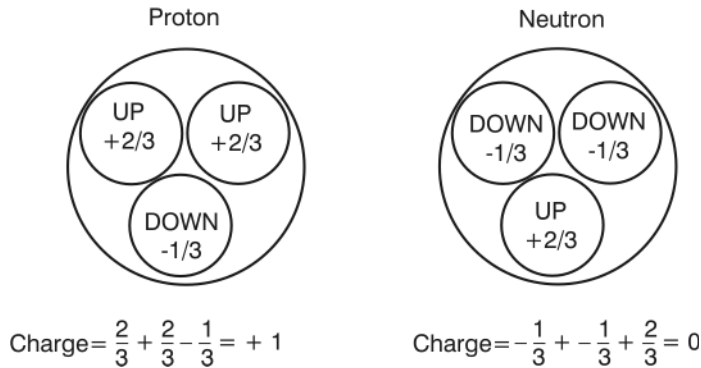 Proton
UP
+2/3
UP
+2/3
DOWN
-1/3
Charge= 2/3 + 2/3 - 1/3 = + 1
Neutron
DOWN
-1/3
DOWN
-1/3
UP
+2/3
Charge= - 1/3 + - 1/3 + 2/3 = 0